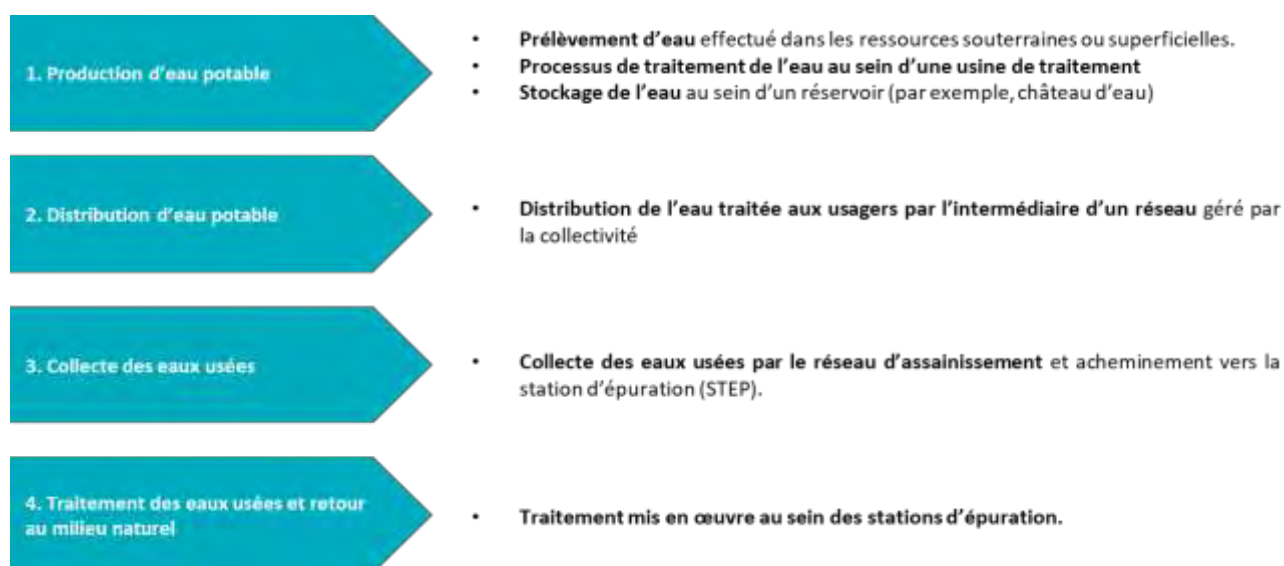 1. Production d'eau potable
• Prélèvement d'eau effectué dans les ressources souterraines ou superficielles.
• Processus de traitement de l'eau au sein d'une usine de traitement
• Stockage de l'eau au sein d'un réservoir (par exemple, château d'eau)
2. Distribution d'eau potable
• Distribution de l'eau traitée aux usagers par l'intermédiaire d'un réseau géré par
la collectivité
3. Collecte des eaux usées
• Collecte des eaux usées par le réseau d'assainissement et acheminement vers la
station d'épuration (STEP).
4. Traitement des eaux usées et retour
au milieu naturel
• Traitement mis en œuvre au sein des stations d'épuration.